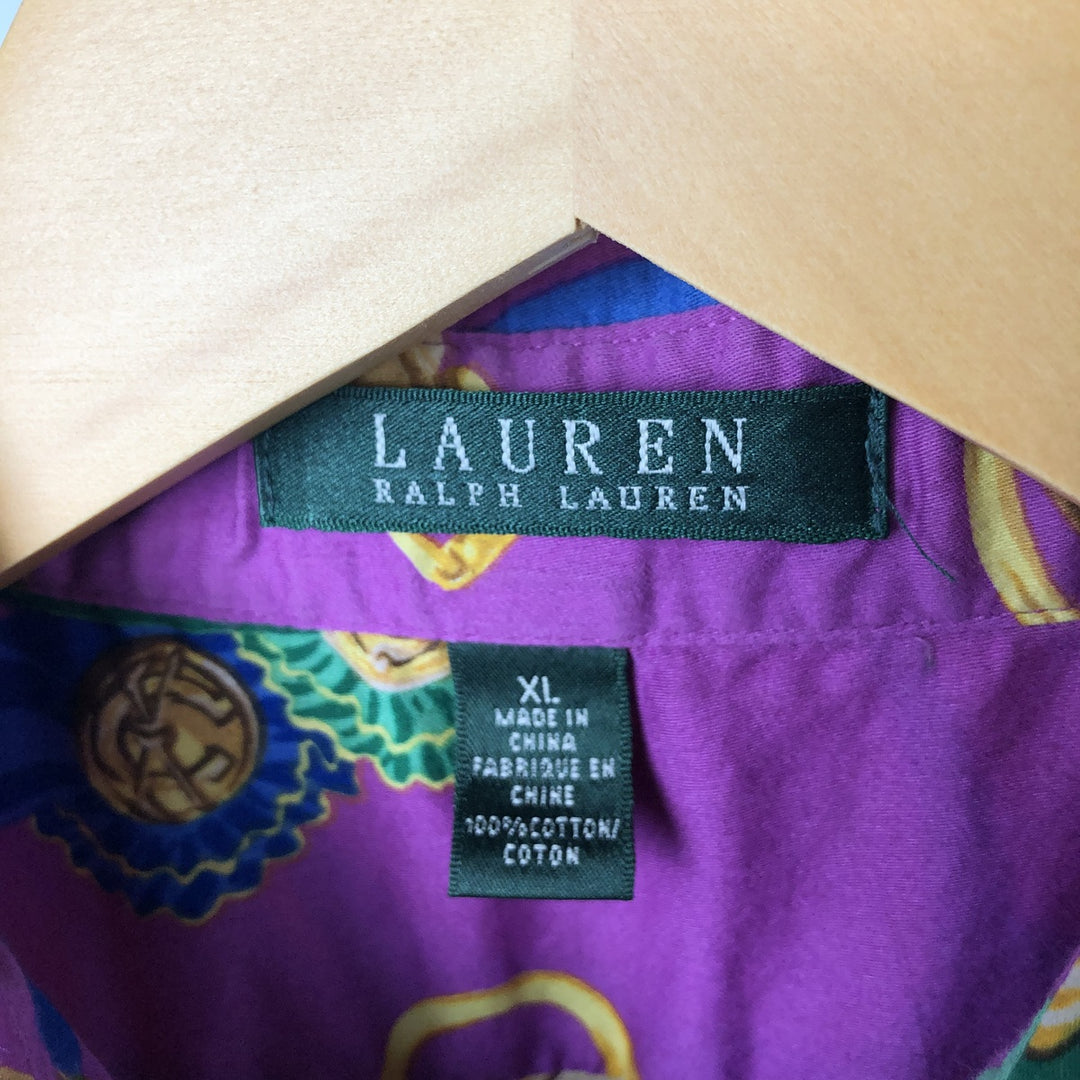 LAUREN
RALPH LAUREN
XL
MADE IN
CHINA
FABRIQUE EN
CHINE
100%COTTON/
COTON